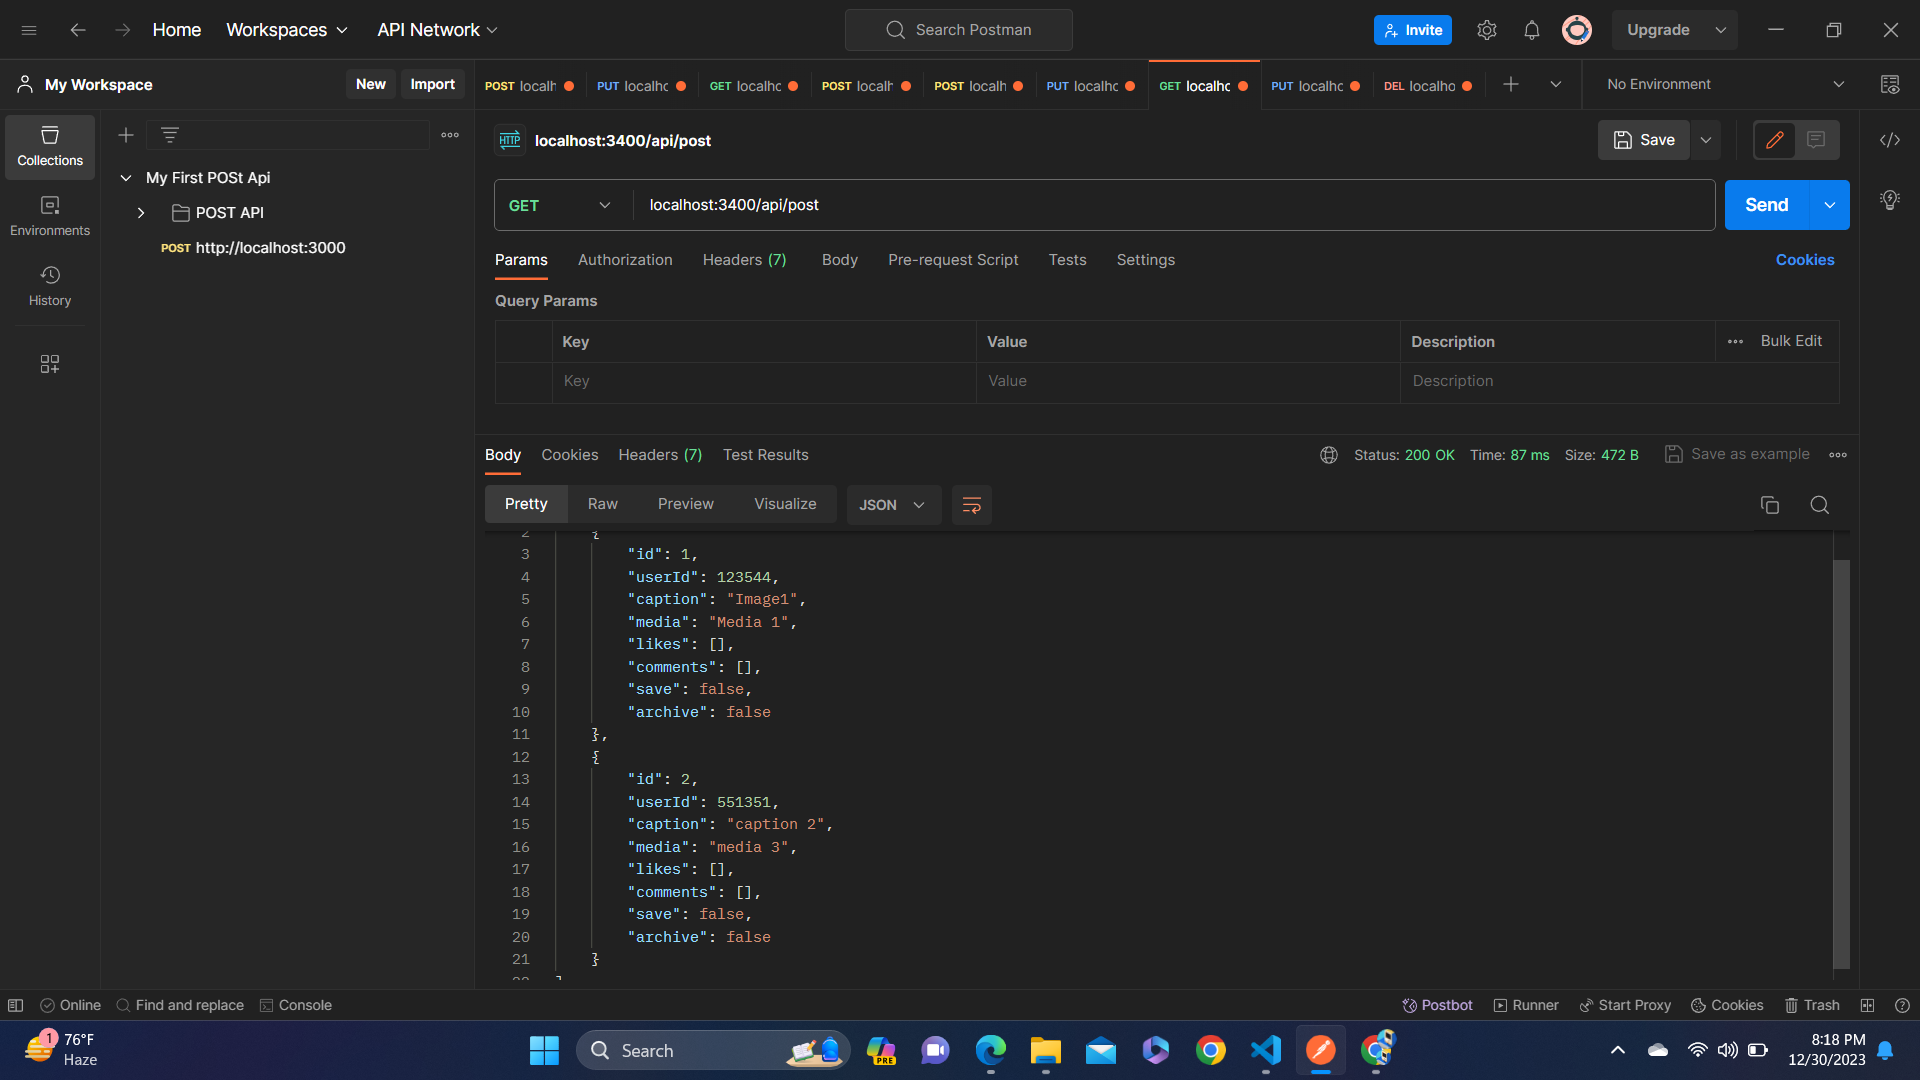 Home
Workspaces
API Network
Search Postman
Invite
Upgrade
My Workspace
New
Import
POST localh
PUT localhc
GET localhc
POST localh
POST localh
PUT localhc
GET localhc
PUT localhc
DEL localho
No Environment
Collections
Environments
History
My First POSt Api
POST API
POST http://localhost:3000
HTTP localhost:3400/api/post
Save
GET localhost:3400/api/post
Send
Params Authorization Headers (7) Body Pre-request Script Tests Settings
Cookies
Query Params
Key Value Description Bulk Edit
Key Value Description
Body Cookies Headers (7) Test Results
Status: 200 OK Time: 87 ms Size: 472 B Save as example
Pretty Raw Preview Visualize JSON
2 {
3 "id": 1,
4 "userId": 123544,
5 "caption": "Image1",
6 "media": "Media 1",
7 "likes": [],
8 "comments": [],
9 "save": false,
10 "archive": false
11 },
12 {
13 "id": 2,
14 "userId": 551351,
15 "caption": "caption 2",
16 "media": "media 3",
17 "likes": [],
18 "comments": [],
19 "save": false,
20 "archive": false
21 }
Online Find and replace Console
Postbot Runner Start Proxy Cookies Trash
1
76°F
Haze
Search
PRE
8:18 PM
12/30/2023